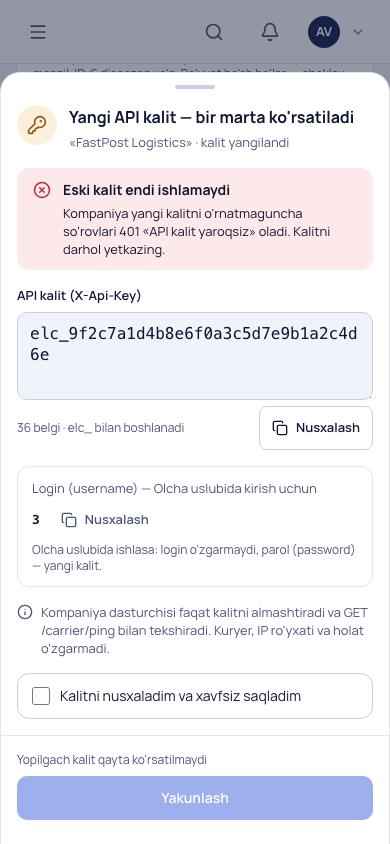 AV
Yangi API kalit — bir marta ko'rsatiladi
«FastPost Logistics» · kalit yangilandi
Eski kalit endi ishlamaydi
Kompaniya yangi kalitni o'rnatmaguncha
so'rovlari 401 «API kalit yaroqsiz» oladi. Kalitni
darhol yetkazing.
API kalit (X-Api-Key)
elc_9f2c7a1d4b8e6f0a3c5d7e9b1a2c4d
6e
36 belgi · elc_ bilan boshlanadi
Nusxalash
Login (username) — Olcha uslubida kirish uchun
3 Nusxalash
Olcha uslubida ishlasa: login o'zgarmaydi, parol (password)
— yangi kalit.
Kompaniya dasturchisi faqat kalitni almashtiradi va GET
/carrier/ping bilan tekshiradi. Kuryer, IP ro'yxati va holat
o'zgarmadi.
Kalitni nusxaladim va xavfsiz saqladim
Yopilgach kalit qayta ko'rsatilmaydi
Yakunlash